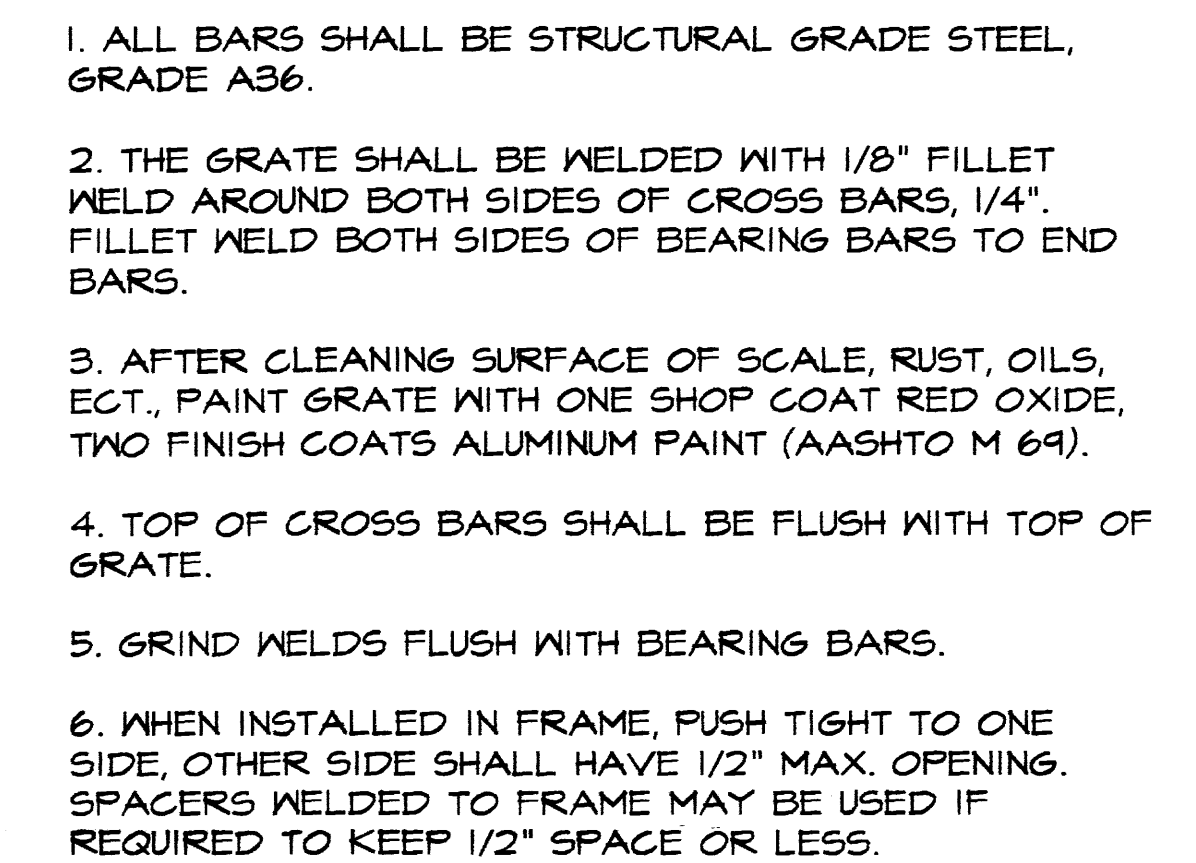 1. ALL BARS SHALL BE STRUCTURAL GRADE STEEL,
GRADE A36.
2. THE GRATE SHALL BE WELDED WITH 1/8" FILLET
WELD AROUND BOTH SIDES OF CROSS BARS, 1/4".
FILLET WELD BOTH SIDES OF BEARING BARS TO END
BARS.
3. AFTER CLEANING SURFACE OF SCALE, RUST, OILS,
ECT., PAINT GRATE WITH ONE SHOP COAT RED OXIDE,
TWO FINISH COATS ALUMINUM PAINT (AASHTO M 69).
4. TOP OF CROSS BARS SHALL BE FLUSH WITH TOP OF
GRATE.
5. GRIND WELDS FLUSH WITH BEARING BARS.
6. WHEN INSTALLED IN FRAME, PUSH TIGHT TO ONE
SIDE, OTHER SIDE SHALL HAVE 1/2" MAX. OPENING.
SPACERS WELDED TO FRAME MAY BE USED IF
REQUIRED TO KEEP 1/2" SPACE OR LESS.